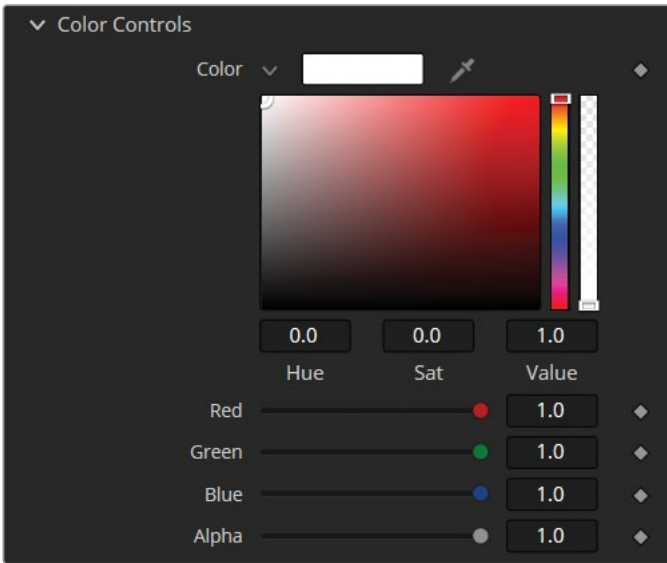 Color Controls
Color
0.0 0.0 1.0
Hue Sat Value
Red 1.0
Green 1.0
Blue 1.0
Alpha 1.0